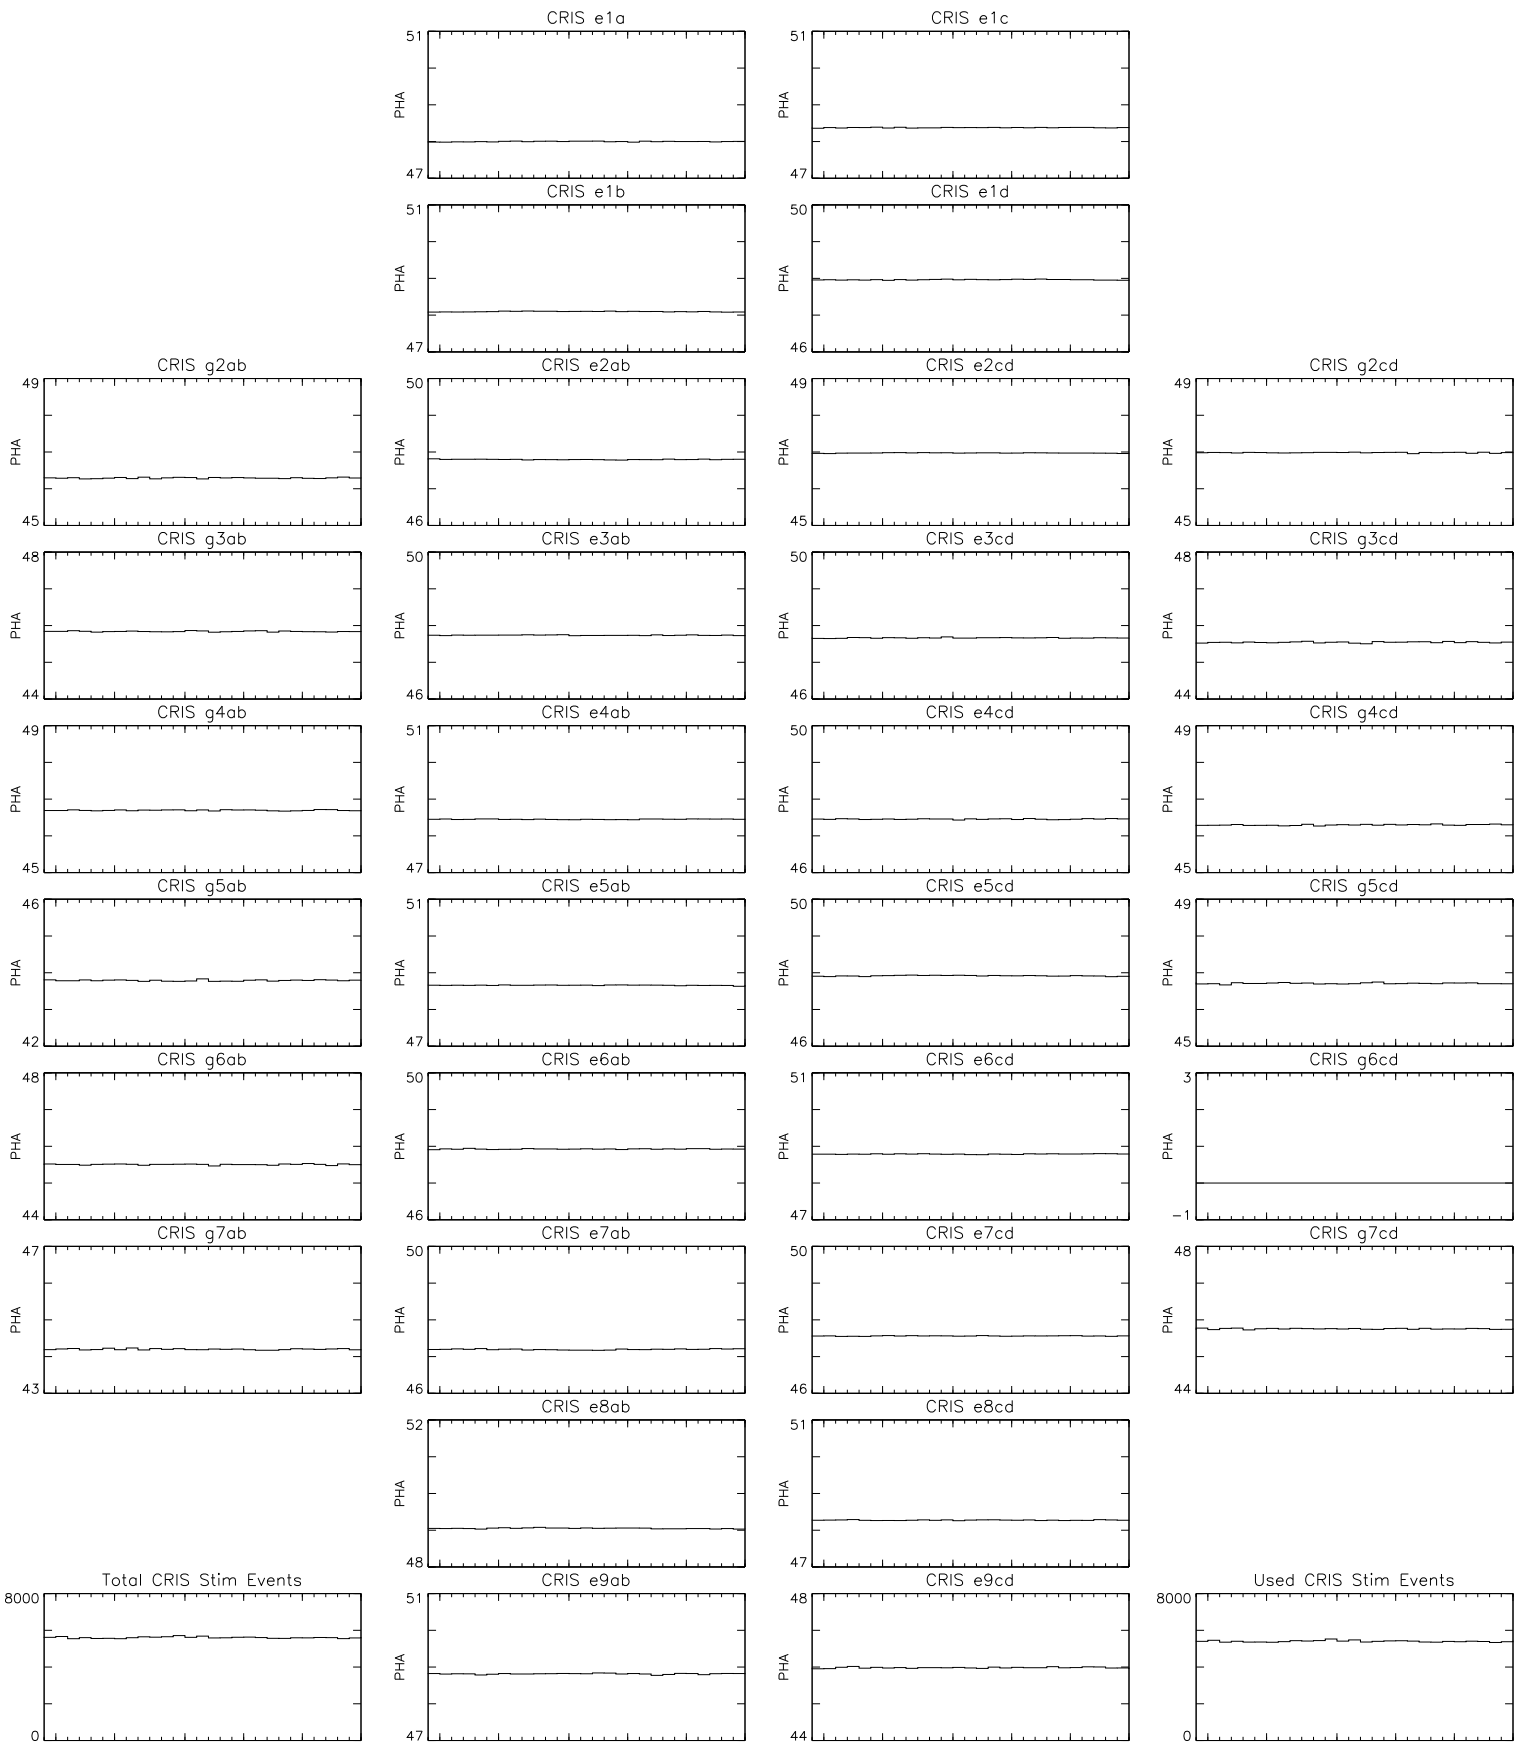 CRIS e1a
CRIS e1c
51
PHA
47
51
PHA
47
CRIS e1b
CRIS e1d
51
PHA
47
50
PHA
46
CRIS g2ab
CRIS e2ab
CRIS e2cd
CRIS g2cd
49
PHA
45
50
PHA
46
49
PHA
45
49
PHA
45
CRIS g3ab
CRIS e3ab
CRIS e3cd
CRIS g3cd
48
PHA
44
50
PHA
46
50
PHA
46
48
PHA
44
CRIS g4ab
CRIS e4ab
CRIS e4cd
CRIS g4cd
49
PHA
45
51
PHA
47
50
PHA
46
49
PHA
45
CRIS g5ab
CRIS e5ab
CRIS e5cd
CRIS g5cd
46
PHA
42
51
PHA
47
50
PHA
46
49
PHA
45
CRIS g6ab
CRIS e6ab
CRIS e6cd
CRIS g6cd
48
PHA
44
50
PHA
46
51
PHA
47
3
PHA
-1
CRIS g7ab
CRIS e7ab
CRIS e7cd
CRIS g7cd
47
PHA
43
50
PHA
46
50
PHA
46
48
PHA
44
CRIS e8ab
CRIS e8cd
52
PHA
48
51
PHA
47
Total CRIS Stim Events
CRIS e9ab
CRIS e9cd
Used CRIS Stim Events
8000
0
51
PHA
47
48
PHA
44
8000
0